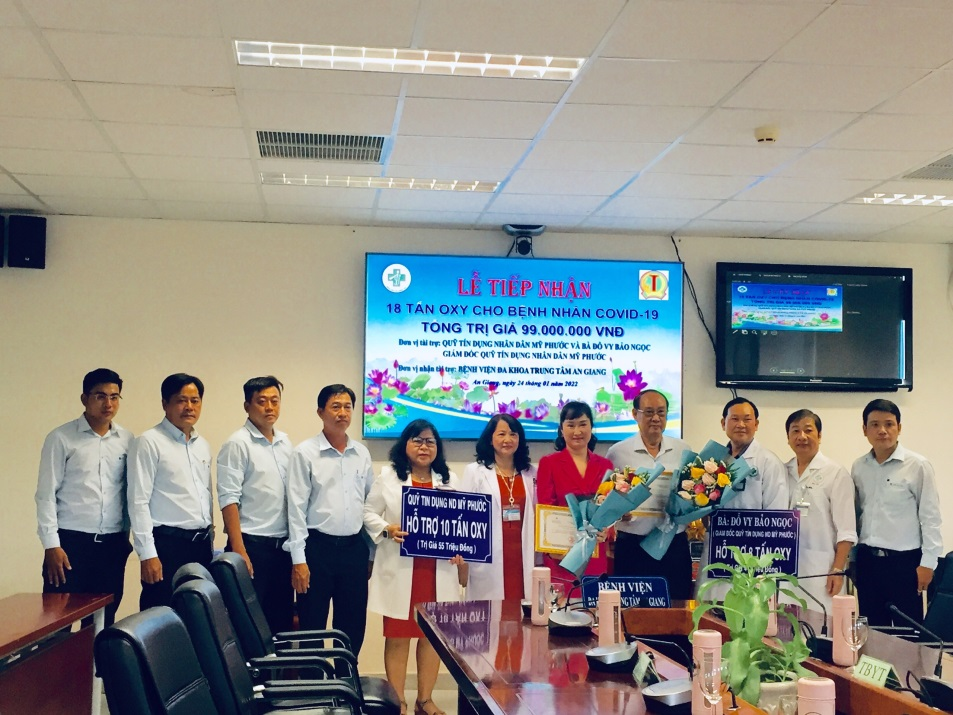 LỄ TIẾP NHẬN
18 TẤN OXY CHO BỆNH NHÂN COVID-19
TỔNG TRỊ GIÁ 99.000.000 VNĐ
Đơn vị tài trợ: QUỸ TÍN DỤNG NHÂN DÂN MỸ PHƯỚC VÀ BÀ ĐỖ VY BẢO NGỌC
GIÁM ĐỐC QUỸ TÍN DỤNG NHÂN DÂN MỸ PHƯỚC
Đơn vị nhận tài trợ: BỆNH VIỆN ĐA KHOA TRUNG TÂM AN GIANG
An Giang, ngày 24 tháng 01 năm 2022
QUỸ TÍN DỤNG ND MỸ PHƯỚC
HỖ TRỢ 10 TẤN OXY
( Trị Giá 55 Triệu Đồng )
BÀ: ĐỖ VY BẢO NGỌC
( GIÁM ĐỐC QUỸ TÍN DỤNG ND MỸ PHƯỚC )
HỖ TRỢ 8 TẤN OXY
Triệu Đồng )
BỆNH VIỆN
GIANG
TBYT